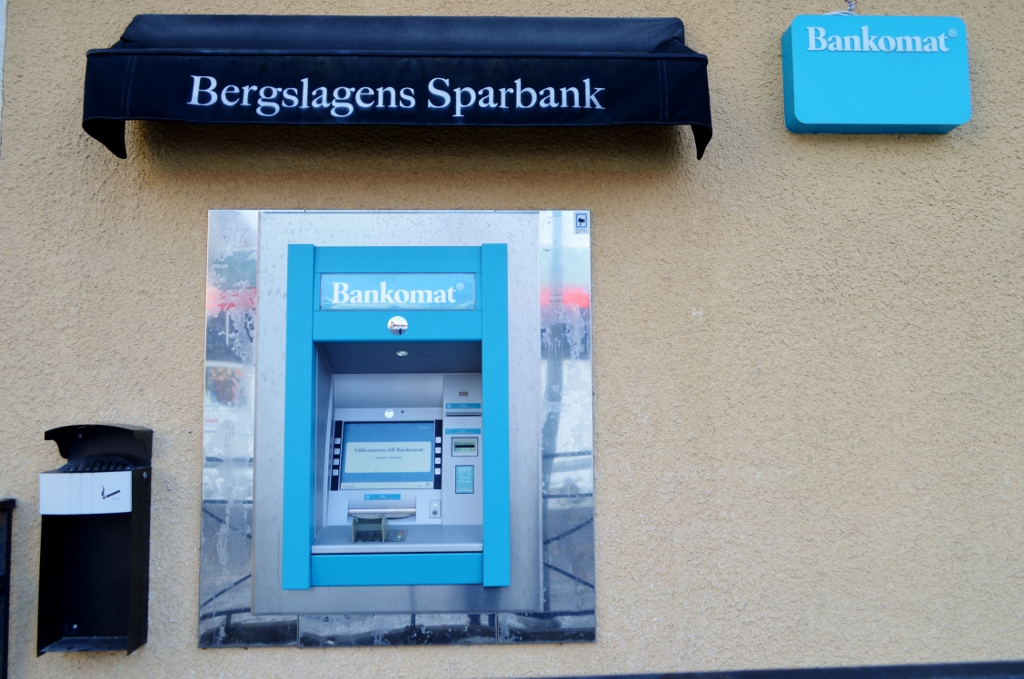 Bergslagens Sparbank
Bankomat®
Bankomat®
Välkommen till Bankomat